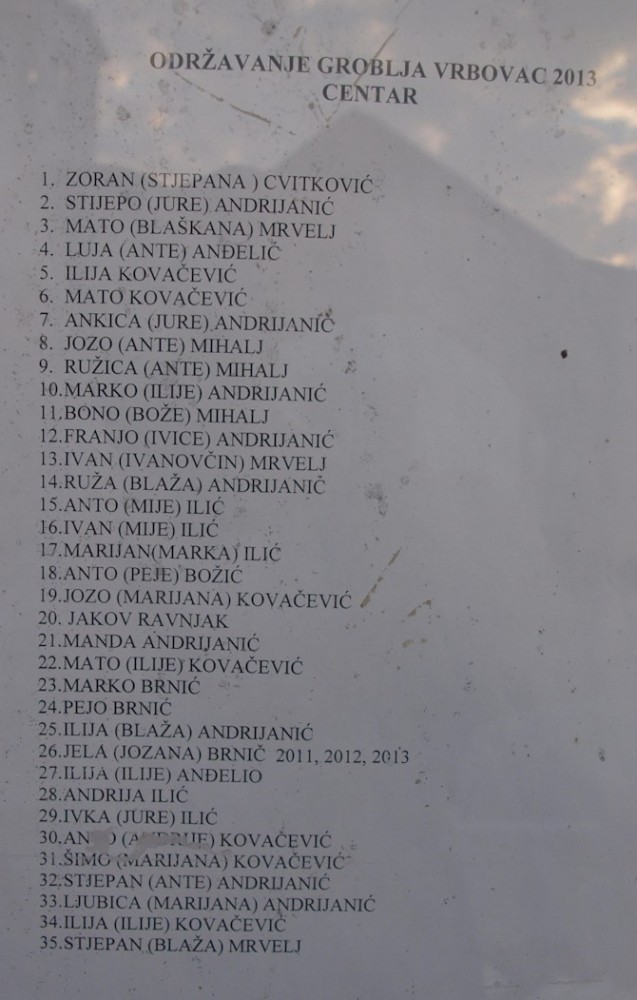 ODRŽAVANJE GROBLJA VRBOVAC 2013
CENTAR
1. ZORAN (STJEPANA ) CVITKOVIĆ
2. STIJEPO (JURE) ANDRIJANIĆ
3. MATO (BLAŠKANA) MRVELJ
4. LUJA (ANTE) ANĐELIČ
5. ILIJA KOVAČEVIĆ
6. MATO KOVAČEVIĆ
7. ANKICA (JURE) ANDRIJANIČ
8. JOZO (ANTE) MIHALJ
9. RUŽICA (ANTE) MIHALJ
10.MARKO (ILIJE) ANDRIJANIĆ
11.BONO (BOŽE) MIHALJ
12.FRANJO (IVICE) ANDRIJANIĆ
13.IVAN (IVANOVČIN) MRVELJ
14.RUŽA (BLAŽA) ANDRIJANIČ
15.ANTO (MIJE) ILIĆ
16.IVAN (MIJE) ILIĆ
17.MARIJAN(MARKA) ILIĆ
18.ANTO (PEJE) BOŽIĆ
19.JOZO (MARIJANA) KOVAČEVIĆ
20. JAKOV RAVNJAK
21.MANDA ANDRIJANIĆ
22.MATO (ILIJE) KOVAČEVIĆ
23.MARKO BRNIĆ
24.PEJO BRNIĆ
25.ILIJA (BLAŽA) ANDRIJANIĆ
26.JELA (JOZANA) BRNIČ 2011, 2012, 2013
27.ILIJA (ILIJE) ANĐELIO
28.ANDRIJA ILIĆ
29.IVKA (JURE) ILIĆ
30. KOVAČEVIĆ
31.ŠIMO (MARIJANA) KOVAČEVIĆ
32.STJEPAN (ANTE) ANDRIJANIĆ
33.LJUBICA (MARIJANA) ANDRIJANIĆ
34.ILIJA (ILIJE) KOVAČEVIĆ
35.STJEPAN (BLAŽA) MRVELJ